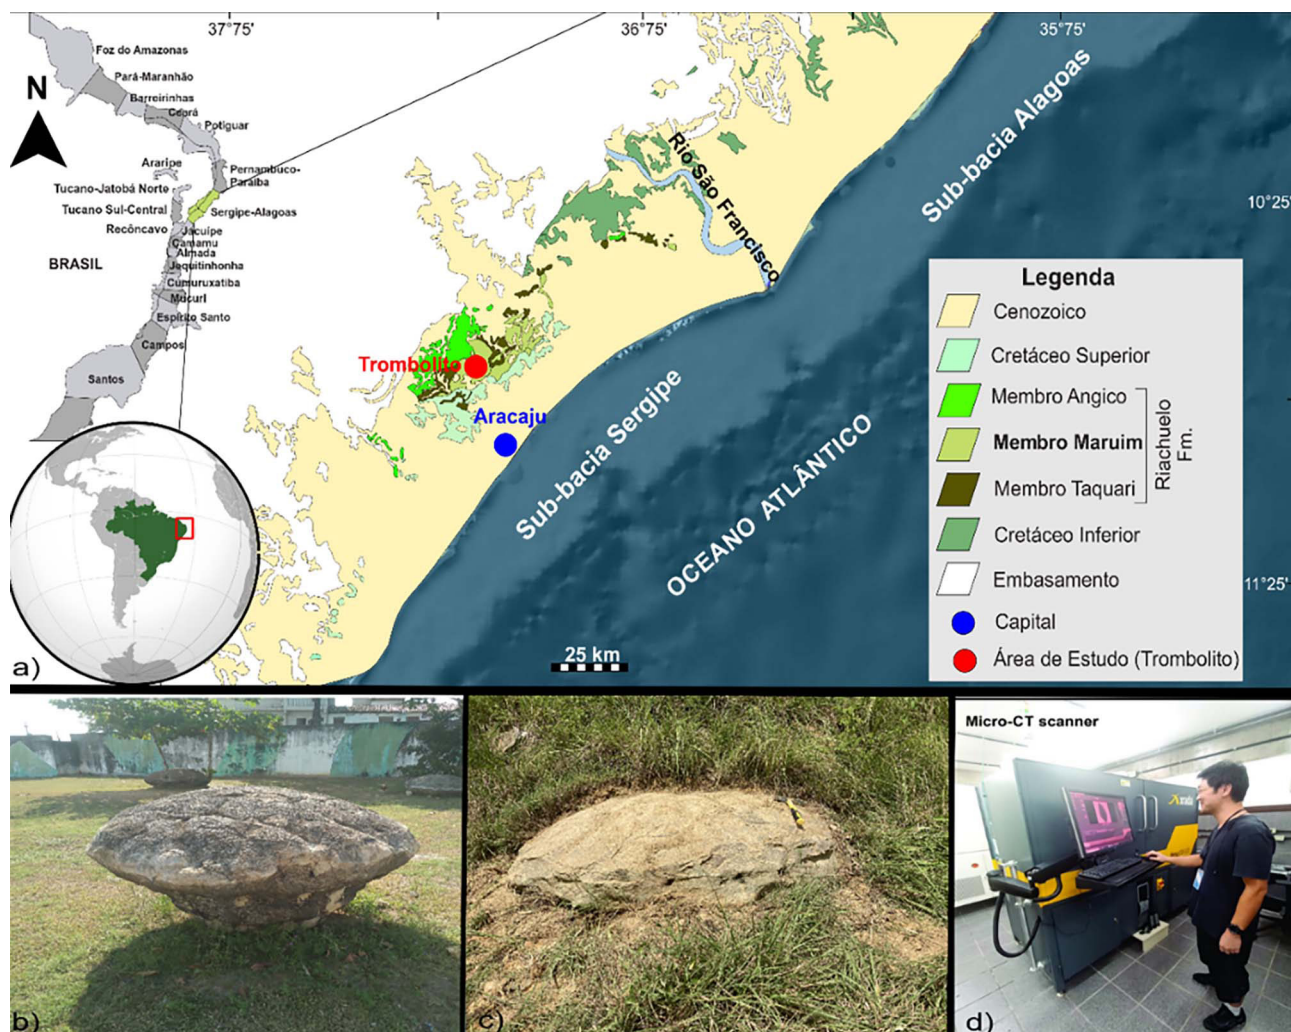 37°75'
36°75'
35°75'
N
Foz do Amazonas
Pará-Maranhão
Barreirinhas
Ceará
Potiguar
Araripe
Pernambuco-
Paraíba
Tucano-Jatobá Norte
Tucano Sul-Central
Sergipe-Alagoas
Recôncavo
Jacuípe
Camamu
Almada
BRASIL
Jequitinhonha
Cumuruxatiba
Mucuri
Espírito Santo
Campos
Santos
Rio São Francisco
Sub-bacia Alagoas
10°25'
Trombolito
Aracaju
Sub-bacia Sergipe
OCEANO ATLÂNTICO
Legenda
Cenozoico
Cretáceo Superior
Membro Angico
Membro Maruim
Membro Taquari
Riachuelo
Fm.
Cretáceo Inferior
Embasamento
Capital
Área de Estudo (Trombolito)
11°25'
25 km
a)
b)
c)
Micro-CT scanner
d)